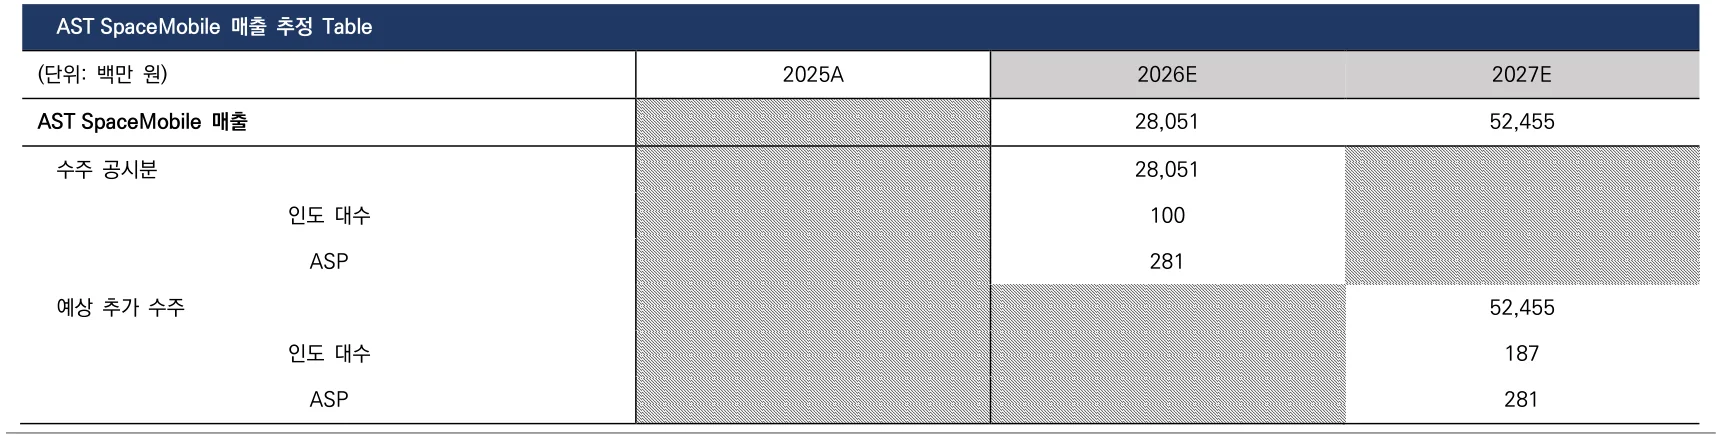 AST SpaceMobile 매출 추정 Table
(단위: 백만 원) 2025A 2026E 2027E
AST SpaceMobile 매출 28,051 52,455
수주 공시분 28,051
인도 대수 100
ASP 281
예상 추가 수주 52,455
인도 대수 187
ASP 281